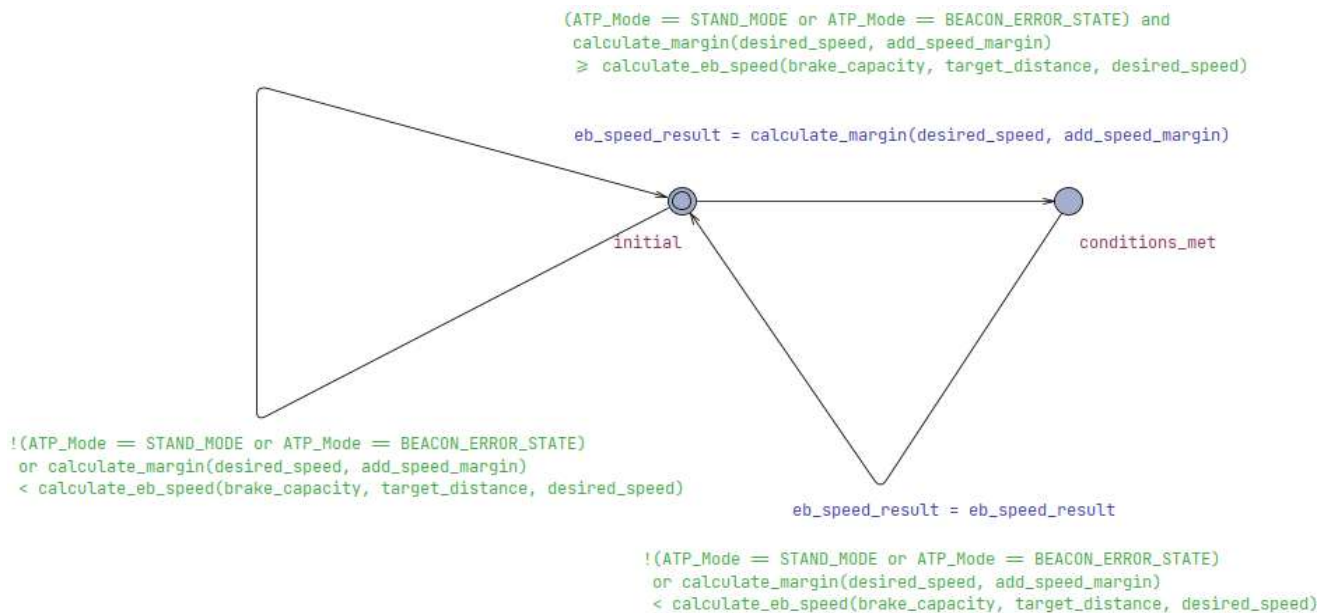 (ATP_Mode == STAND_MODE or ATP_Mode == BEACON_ERROR_STATE) and
calculate_margin(desired_speed, add_speed_margin)
≥ calculate_eb_speed(brake_capacity, target_distance, desired_speed)
eb_speed_result = calculate_margin(desired_speed, add_speed_margin)
initial
conditions_met
!(ATP_Mode == STAND_MODE or ATP_Mode == BEACON_ERROR_STATE)
or calculate_margin(desired_speed, add_speed_margin)
< calculate_eb_speed(brake_capacity, target_distance, desired_speed)
eb_speed_result = eb_speed_result
!(ATP_Mode == STAND_MODE or ATP_Mode == BEACON_ERROR_STATE)
or calculate_margin(desired_speed, add_speed_margin)
< calculate_eb_speed(brake_capacity, target_distance, desired_speed)